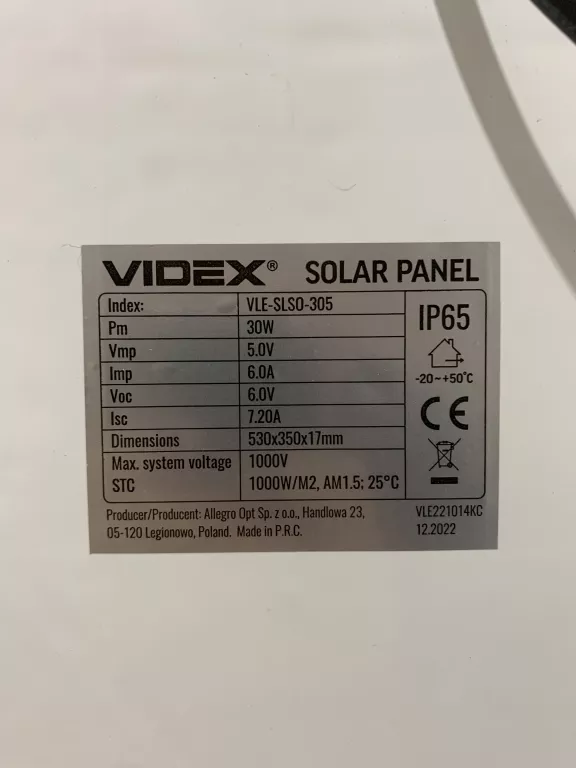 VIDEX® SOLAR PANEL
Index: VLE-SLSO-305
Pm 30W
Vmp 5.0V
Imp 6.0A
Voc 6.0V
Isc 7.20A
Dimensions 530x350x17mm
Max. system voltage 1000V
STC 1000W/M2, AM1.5; 25°C
IP65
-20~+50°C
CE
Producer/Producent: Allegro Opt Sp. z o.o., Handlowa 23,
05-120 Legionowo, Poland. Made in P.R.C.
VLE221014KC
12.2022